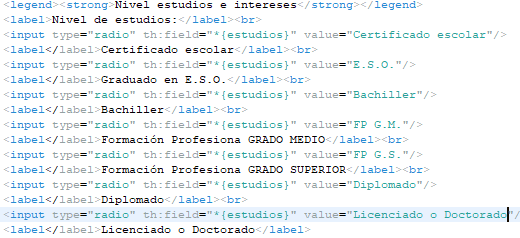 <legend><strong>Nivel estudios e intereses</strong></legend>
<label>Nivel de estudios:</label><br>
<input type="radio" th:field="*{estudios}" value="Certificado escolar"/>
<label</label>Certificado escolar</label><br>
<input type="radio" th:field="*{estudios}" value="E.S.O."/>
<label</label>Graduado en E.S.O.</label><br>
<input type="radio" th:field="*{estudios}" value="Bachiller"/>
<label</label>Bachiller</label><br>
<input type="radio" th:field="*{estudios}" value="FP G.M."/>
<label</label>Formación Profesiona GRADO MEDIO</label><br>
<input type="radio" th:field="*{estudios}" value="FP G.S."/>
<label</label>Formación Profesiona GRADO SUPERIOR</label><br>
<input type="radio" th:field="*{estudios}" value="Diplomado"/>
<label</label>Diplomado</label><br>
<input type="radio" th:field="*{estudios}" value="Licenciado o Doctorado"/
<label</label>Licenciado o Doctorado</label>